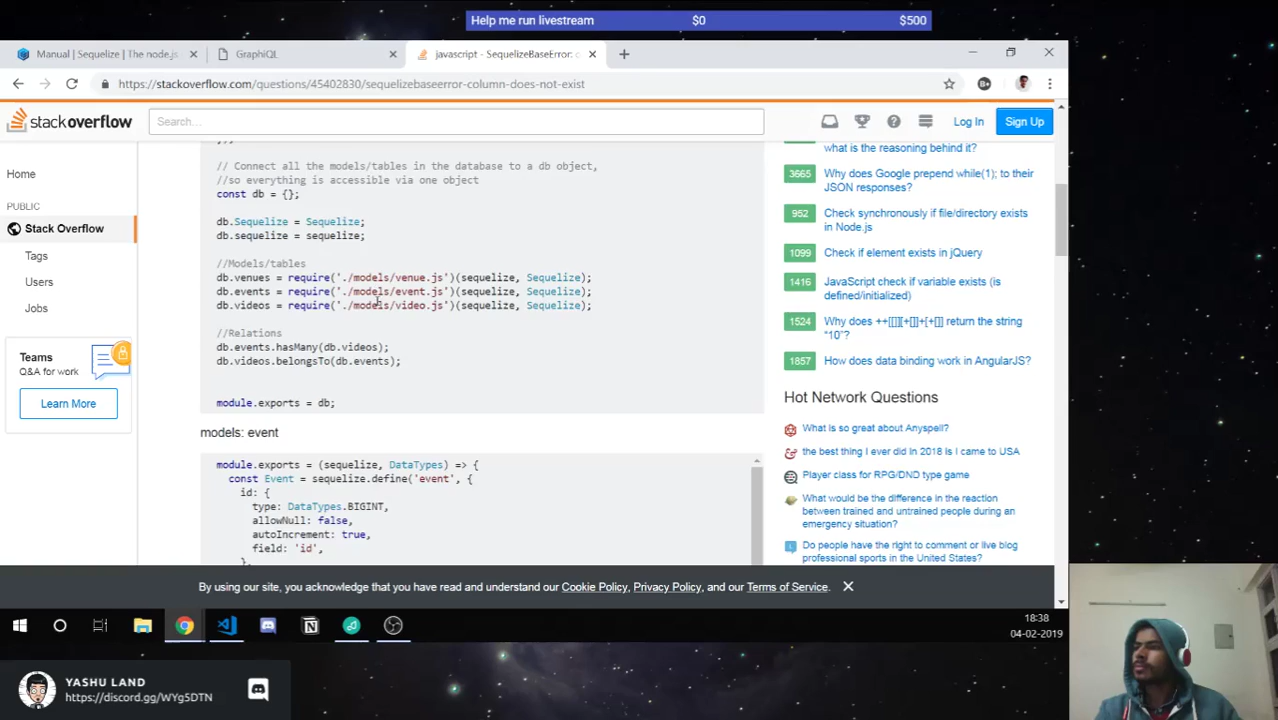 Help me run livestream $0 $500
Manual | Sequelize | The node.js
GraphiQL
javascript - SequelizeBaseError: c
https://stackoverflow.com/questions/45402830/sequelizebaseerror-column-does-not-exist
stackoverflow
Search...
Log In
Sign Up
Home
PUBLIC
Stack Overflow
Tags
Users
Jobs
Teams
Q&A for work
Learn More
// Connect all the models/tables in the database to a db object,
//so everything is accessible via one object
const db = {};
db.Sequelize = Sequelize;
db.sequelize = sequelize;
//Models/tables
db.venues = require('./models/venue.js')(sequelize, Sequelize);
db.events = require('./models/event.js')(sequelize, Sequelize);
db.videos = require('./models/video.js')(sequelize, Sequelize);
//Relations
db.events.hasMany(db.videos);
db.videos.belongsTo(db.events);
module.exports = db;
models: event
module.exports = (sequelize, DataTypes) => {
const Event = sequelize.define('event', {
id: {
type: DataTypes.BIGINT,
allowNull: false,
autoIncrement: true,
field: 'id',
what is the reasoning behind it?
3665 Why does Google prepend while(1); to their
JSON responses?
952 Check synchronously if file/directory exists
in Node.js
1099 Check if element exists in jQuery
1416 JavaScript check if variable exists (is
defined/initialized)
1524 Why does ++[[]][+[]]+[+[]] return the string
"10"?
1857 How does data binding work in AngularJS?
Hot Network Questions
What is so great about Anyspell?
the best thing I ever did in 2018 is I came to USA
Player class for RPG/DND type game
What would be the difference in the reaction
between trained and untrained people during an
emergency situation?
Do people have the right to comment or live blog
professional sports in the United States?
By using our site, you acknowledge that you have read and understand our Cookie Policy, Privacy Policy, and our Terms of Service.
18:38
04-02-2019
YASHU LAND
https://discord.gg/WYg5DTN